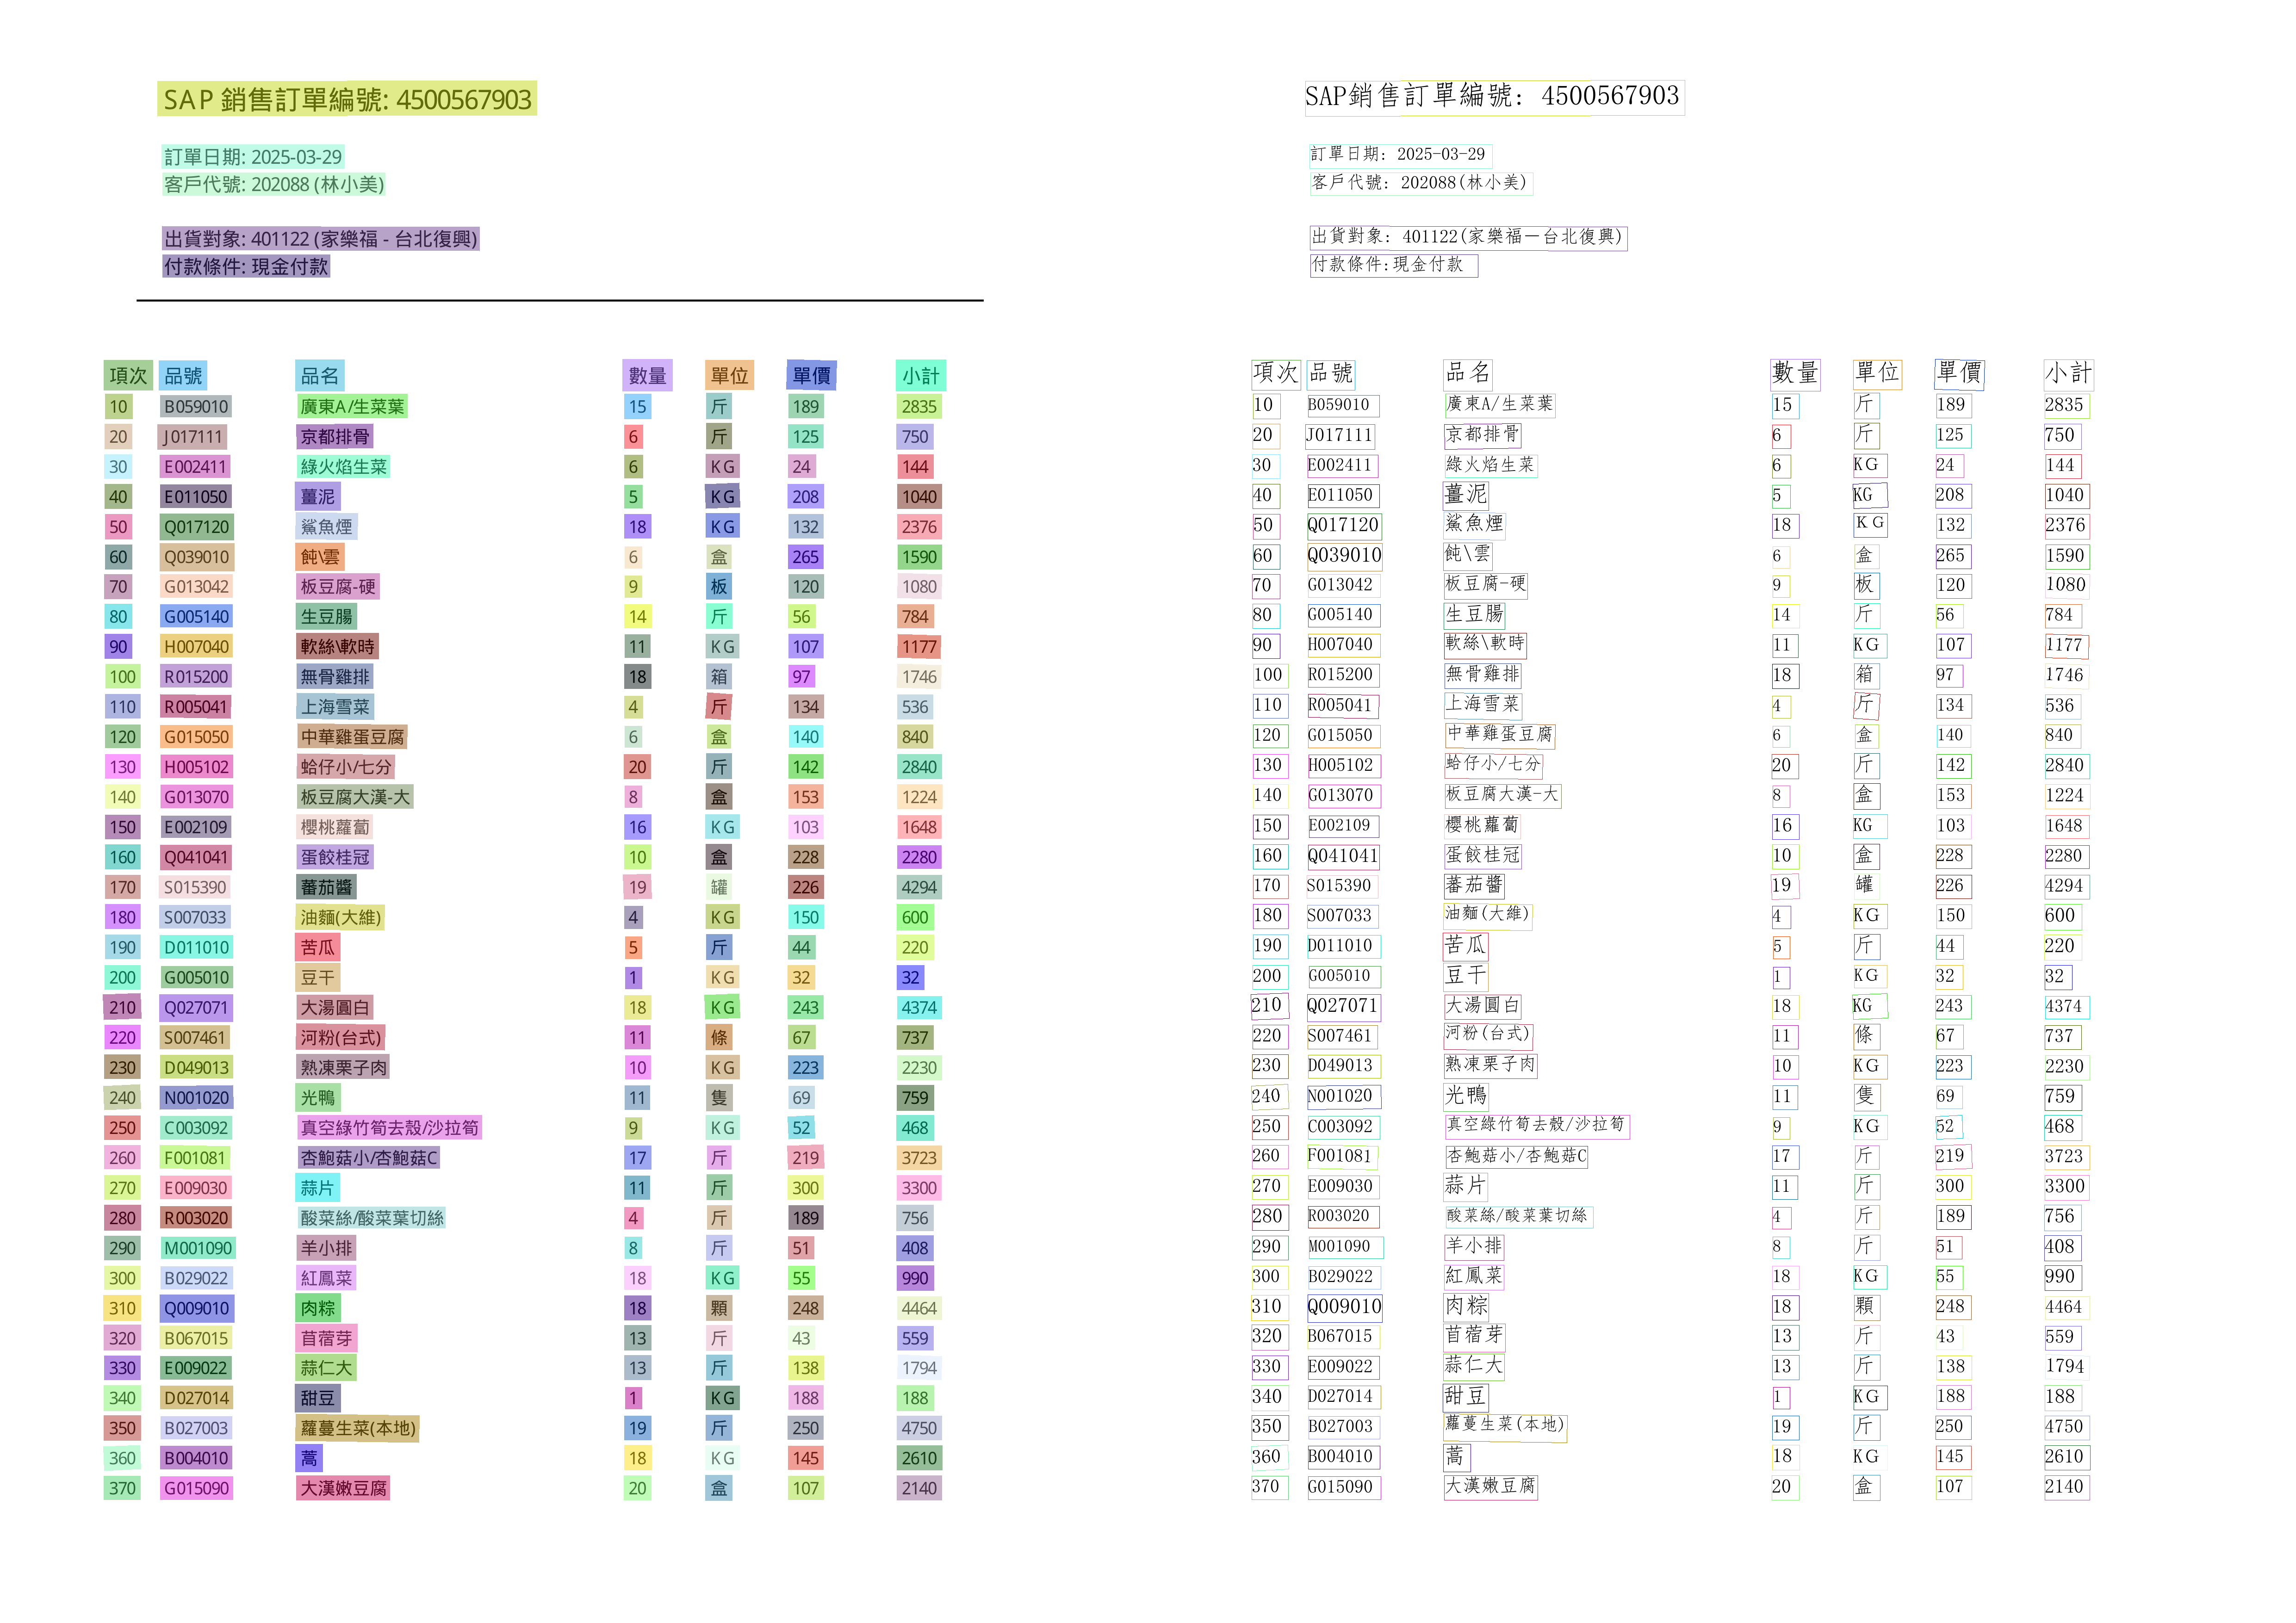 SAP 銷售訂單編號: 4500567903
訂單日期: 2025-03-29
客戶代號: 202088 (林小美)
出貨對象: 401122 (家樂福 - 台北復興)
付款條件: 現金付款
項次 品號 品名 數量 單位 單價 小計
10 B059010 廣東A/生菜葉 15 斤 189 2835
20 J017111 京都排骨 6 斤 125 750
30 E002411 綠火焰生菜 6 KG 24 144
40 E011050 薑泥 5 KG 208 1040
50 Q017120 鯊魚煙 18 KG 132 2376
60 Q039010 飩\雲 6 盒 265 1590
70 G013042 板豆腐-硬 9 板 120 1080
80 G005140 生豆腸 14 斤 56 784
90 H007040 軟絲\軟時 11 KG 107 1177
100 R015200 無骨雞排 18 箱 97 1746
110 R005041 上海雪菜 4 斤 134 536
120 G015050 中華雞蛋豆腐 6 盒 140 840
130 H005102 蛤仔小/七分 20 斤 142 2840
140 G013070 板豆腐大漢-大 8 盒 153 1224
150 E002109 櫻桃蘿蔔 16 KG 103 1648
160 Q041041 蛋餃桂冠 10 盒 228 2280
170 S015390 蕃茄醬 19 罐 226 4294
180 S007033 油麵(大維) 4 KG 150 600
190 D011010 苦瓜 5 斤 44 220
200 G005010 豆干 1 KG 32 32
210 Q027071 大湯圓白 18 KG 243 4374
220 S007461 河粉(台式) 11 條 67 737
230 D049013 熟凍栗子肉 10 KG 223 2230
240 N001020 光鴨 11 隻 69 759
250 C003092 真空綠竹筍去殼/沙拉筍 9 KG 52 468
260 F001081 杏鮑菇小/杏鮑菇C 17 斤 219 3723
270 E009030 蒜片 11 斤 300 3300
280 R003020 酸菜絲/酸菜葉切絲 4 斤 189 756
290 M001090 羊小排 8 斤 51 408
300 B029022 紅鳳菜 18 KG 55 990
310 Q009010 肉粽 18 顆 248 4464
320 B067015 苜蓿芽 13 斤 43 559
330 E009022 蒜仁大 13 斤 138 1794
340 D027014 甜豆 1 KG 188 188
350 B027003 蘿蔓生菜(本地) 19 斤 250 4750
360 B004010 蒿 18 KG 145 2610
370 G015090 大漢嫩豆腐 20 盒 107 2140
SAP銷售訂單編號: 4500567903
訂單日期: 2025-03-29
客戶代號: 202088(林小美)
出貨對象: 401122(家樂福一台北復興)
付款條件:現金付款
項次 品號 品名 數量 單位 單價 小計
10 B059010 廣東A/生菜葉 15 斤 189 2835
20 J017111 京都排骨 6 斤 125 750
30 E002411 綠火焰生菜 6 KG 24 144
40 E011050 薑泥 5 KG 208 1040
50 Q017120 鯊魚煙 18 KG 132 2376
60 Q039010 飩\雲 6 盒 265 1590
70 G013042 板豆腐-硬 9 板 120 1080
80 G005140 生豆腸 14 斤 56 784
90 H007040 軟絲\軟時 11 KG 107 1177
100 R015200 無骨雞排 18 箱 97 1746
110 R005041 上海雪菜 4 斤 134 536
120 G015050 中華雞蛋豆腐 6 盒 140 840
130 H005102 蛤仔小/七分 20 斤 142 2840
140 G013070 板豆腐大漢-大 8 盒 153 1224
150 E002109 櫻桃蘿蔔 16 KG 103 1648
160 Q041041 蛋餃桂冠 10 盒 228 2280
170 S015390 蕃茄醬 19 罐 226 4294
180 S007033 油麵(大維) 4 KG 150 600
190 D011010 苦瓜 5 斤 44 220
200 G005010 豆干 1 KG 32 32
210 Q027071 大湯圓白 18 KG 243 4374
220 S007461 河粉(台式) 11 條 67 737
230 D049013 熟凍栗子肉 10 KG 223 2230
240 N001020 光鴨 11 隻 69 759
250 C003092 真空綠竹筍去殼/沙拉筍 9 KG 52 468
260 F001081 杏鮑菇小/杏鮑菇C 17 斤 219 3723
270 E009030 蒜片 11 斤 300 3300
280 R003020 酸菜絲/酸菜葉切絲 4 斤 189 756
290 M001090 羊小排 8 斤 51 408
300 B029022 紅鳳菜 18 KG 55 990
310 Q009010 肉粽 18 顆 248 4464
320 B067015 苜蓿芽 13 斤 43 559
330 E009022 蒜仁大 13 斤 138 1794
340 D027014 甜豆 1 KG 188 188
350 B027003 蘿蔓生菜(本地) 19 斤 250 4750
360 B004010 蒿 18 KG 145 2610
370 G015090 大漢嫩豆腐 20 盒 107 2140